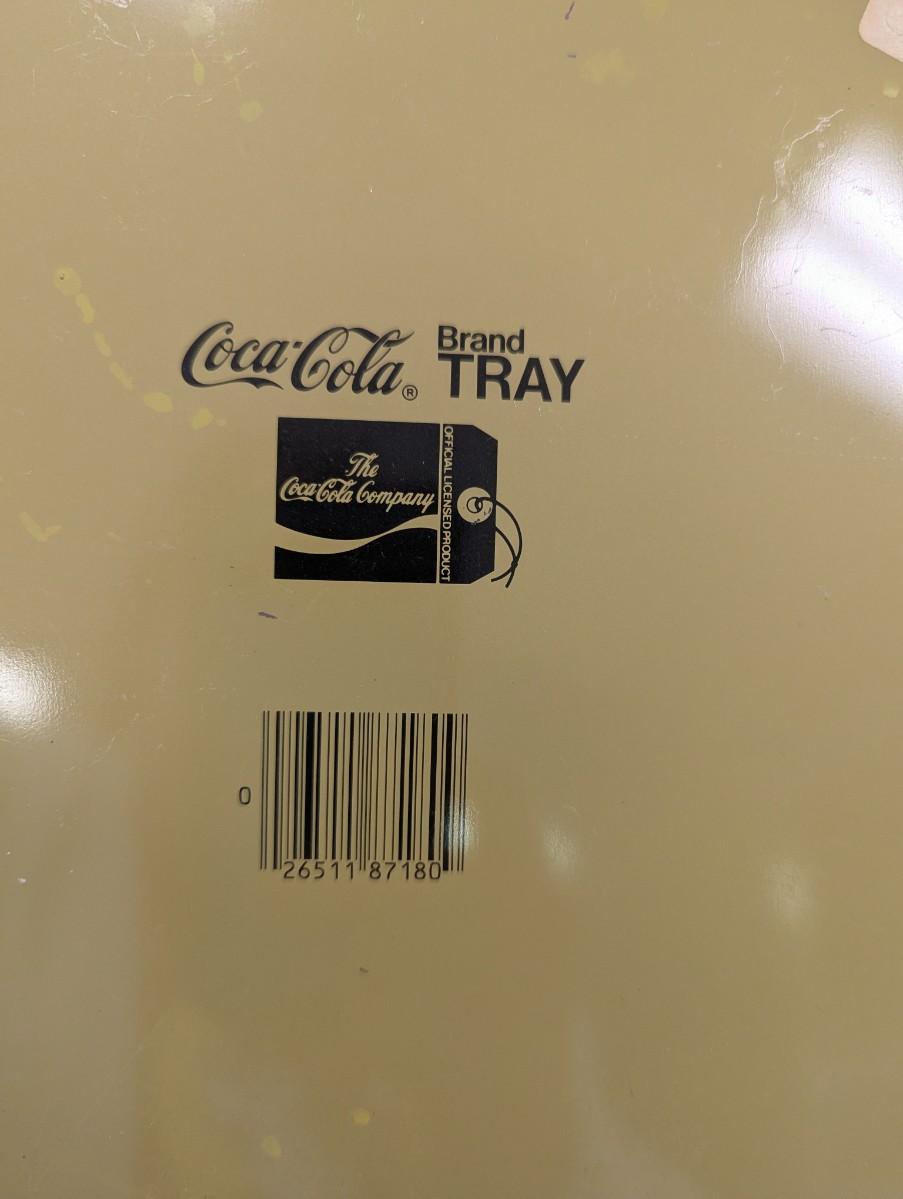 Coca-Cola® Brand
TRAY
The
Coca-Cola Company
OFFICIAL LICENSED PRODUCT
0
26511 87180